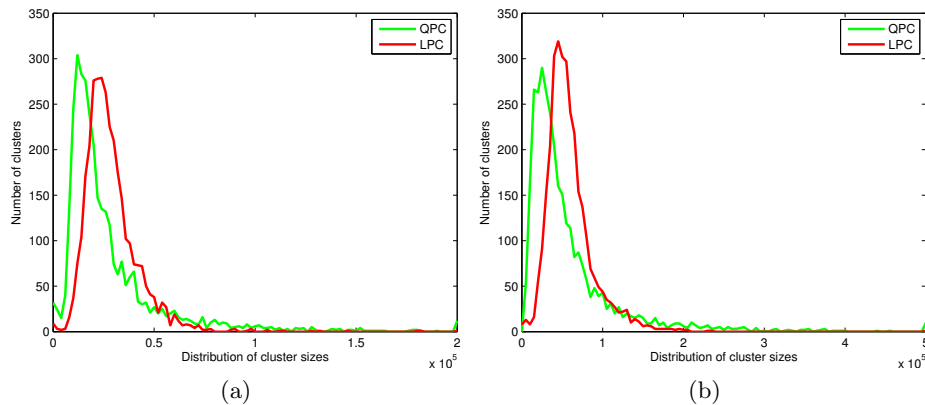 350
300
250
200
150
100
50
0
Number of clusters
QPC
LPC
0
0.5
1
1.5
2
x 10^5
Distribution of cluster sizes
(a)
350
300
250
200
150
100
50
0
Number of clusters
QPC
LPC
0
1
2
3
4
5
x 10^5
Distribution of cluster sizes
(b)